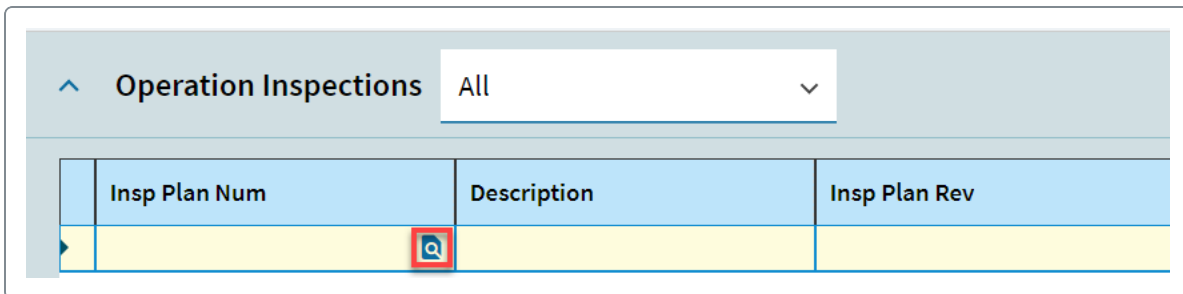 Operation Inspections All
Insp Plan Num Description Insp Plan Rev